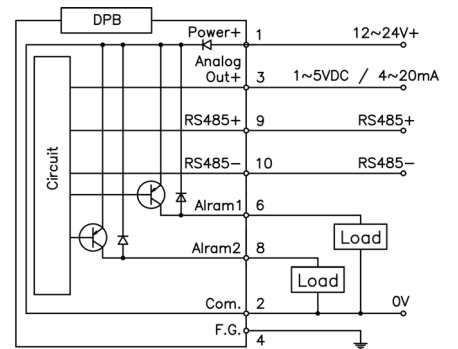 DPB
Power+ 1 12~24V+
Analog
Out+ 3 1~5VDC / 4~20mA
RS485+ 9 RS485+
RS485- 10 RS485-
Circuit
Alram1 6
Load
Alram2 8
Load
Com. 2 0V
F.G. 4